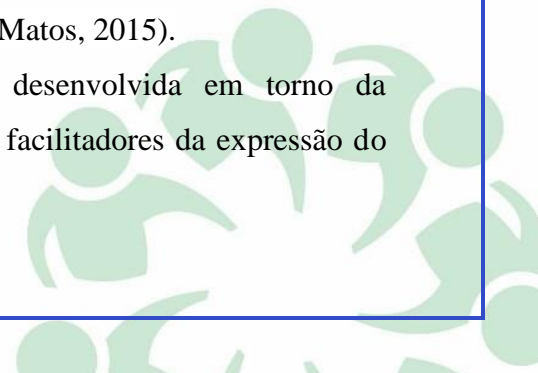 Matos, 2015).
desenvolvida em torno da
facilitadores da expressão do